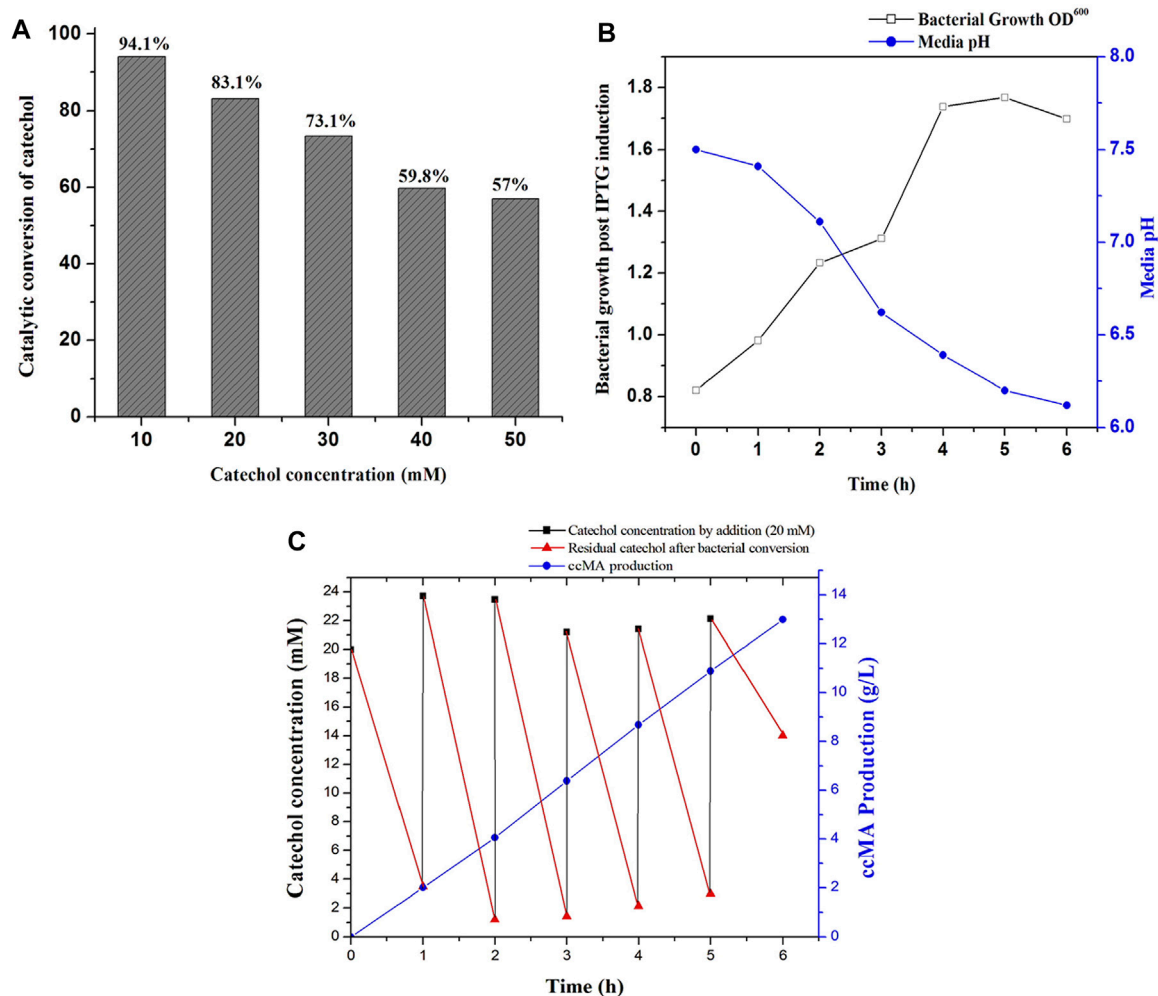 A
Catalytic conversion of catechol
100
80
60
40
20
0
94.1%
83.1%
73.1%
59.8%
57%
10 20 30 40 50
Catechol concentration (mM)
B
Bacterial Growth OD600
Media pH
Bacterial growth post IPTG induction
1.8
1.6
1.4
1.2
1.0
0.8
8.0
7.5
7.0
6.5
6.0
Media pH
0 1 2 3 4 5 6
Time (h)
C
Catechol concentration by addition (20 mM)
Residual catechol after bacterial conversion
ccMA production
Catechol concentration (mM)
24
22
20
18
16
14
12
10
8
6
4
2
0
14
12
10
8
6
4
2
0
ccMA Production (g/L)
0 1 2 3 4 5 6
Time (h)